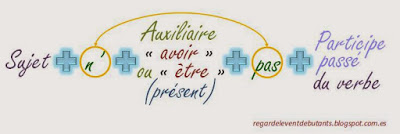 Sujet
n'
Auxiliaire
« avoir »
ou « être »
(présent)
pas
Participe
passé
du verbe
regardeleventdebutants.blogspot.com.es